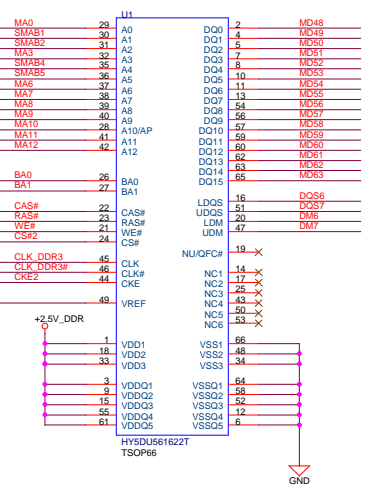 U1
MA0 29 A0 DQ0 2 MD48
SMAB1 30 A1 DQ1 4 MD49
SMAB2 31 A2 DQ2 5 MD50
MA3 32 A3 DQ3 7 MD51
SMAB4 35 A4 DQ4 8 MD52
SMAB5 36 A5 DQ5 10 MD53
MA6 37 A6 DQ6 11 MD54
MA7 38 A7 DQ7 13 MD55
MA8 39 A8 DQ8 54 MD56
MA9 40 A9 DQ9 56 MD57
MA10 28 A10/AP DQ10 57 MD58
MA11 41 A11 DQ11 59 MD59
MA12 42 A12 DQ12 60 MD60
DQ13 62 MD61
DQ14 63 MD62
BA0 26 BA0 DQ15 65 MD63
BA1 27 BA1
LDQS 16 DQS6
CAS# 22 CAS# UDQS 51 DQS7
RAS# 23 RAS# LDM 20 DM6
WE# 21 WE# UDM 47 DM7
CS#2 24 CS#
NU/QFC# 19
CLK_DDR3 45 CLK
CLK_DDR3# 46 CLK# NC1 14
CKE2 44 CKE NC2 17
NC3 25
49 VREF NC4 43
NC5 50
+2.5V_DDR NC6 53
1 VDD1 VSS1 66
18 VDD2 VSS2 48
33 VDD3 VSS3 34
3 VDDQ1 VSSQ1 64
9 VDDQ2 VSSQ2 58
15 VDDQ3 VSSQ3 52
55 VDDQ4 VSSQ4 12
61 VDDQ5 VSSQ5 6
HY5DU561622T
TSOP66
GND